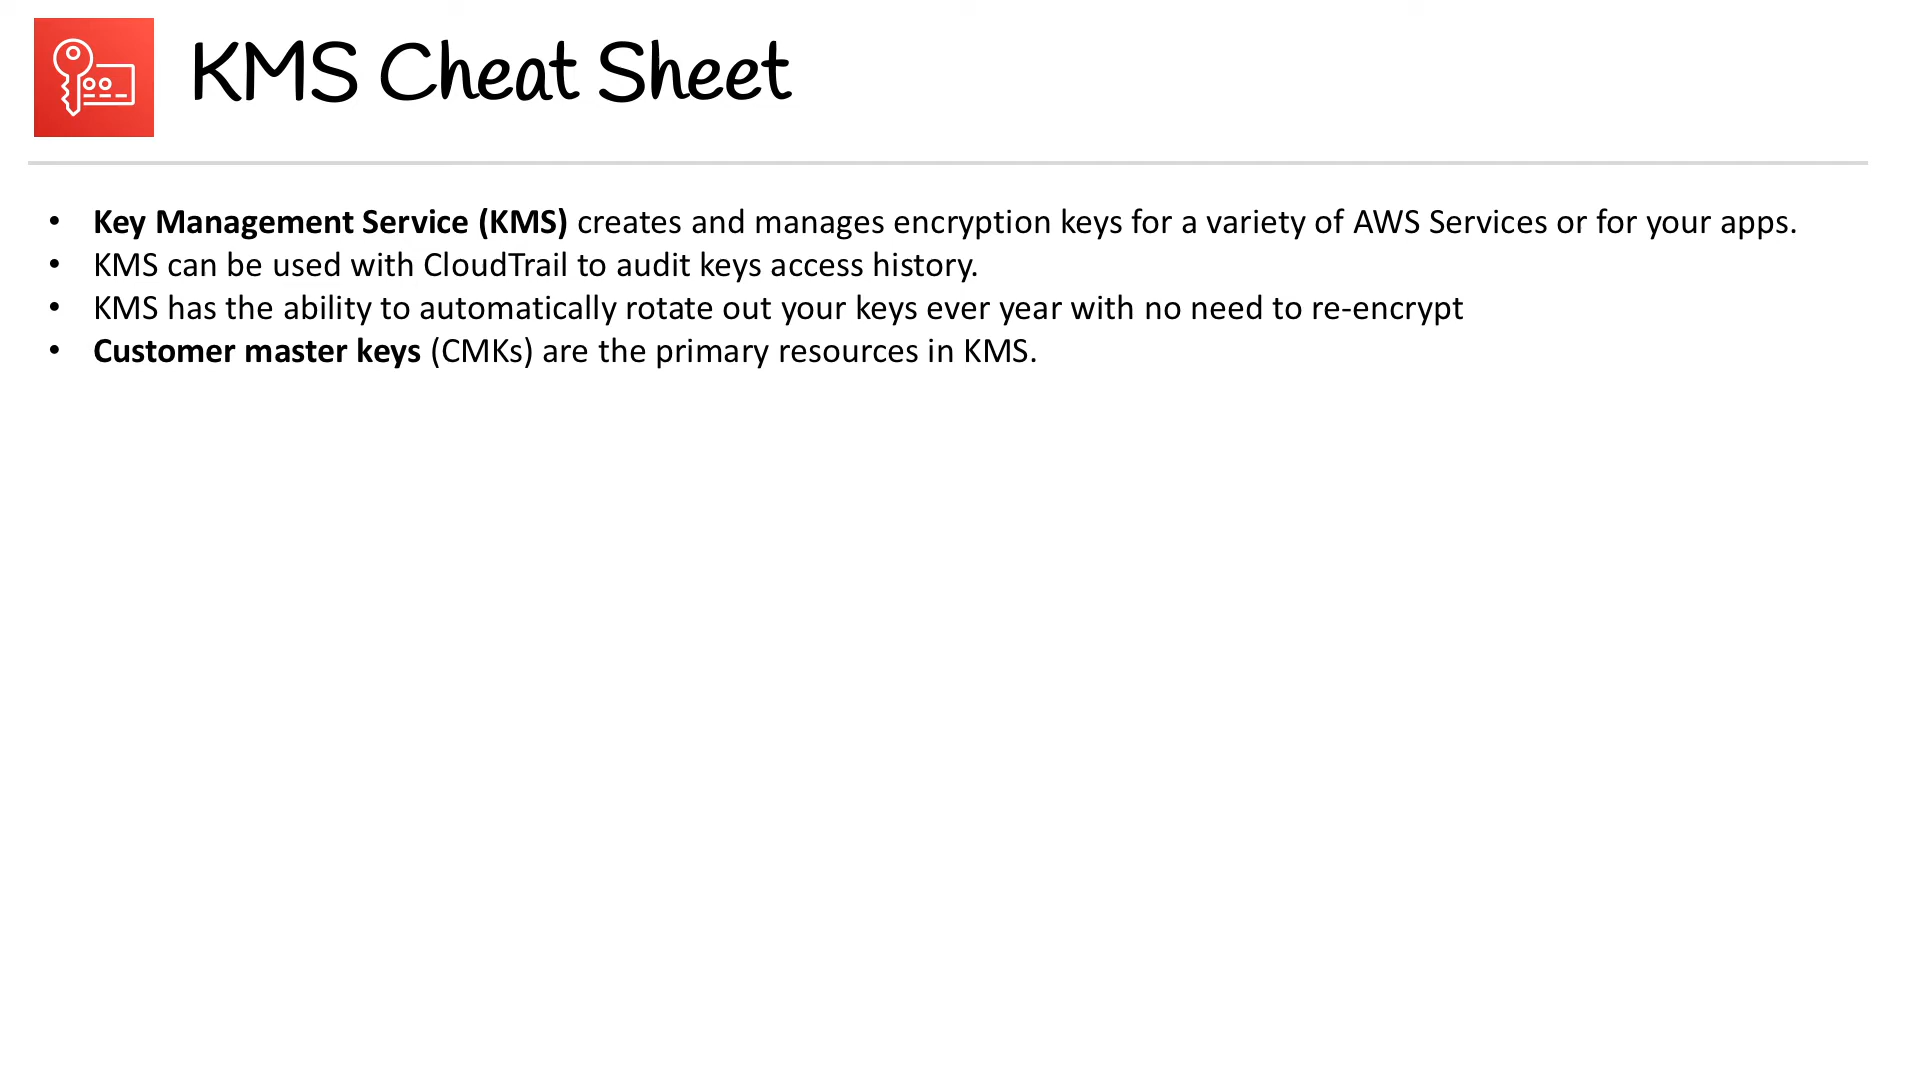 KMS Cheat Sheet
• Key Management Service (KMS) creates and manages encryption keys for a variety of AWS Services or for your apps.
• KMS can be used with CloudTrail to audit keys access history.
• KMS has the ability to automatically rotate out your keys ever year with no need to re-encrypt
• Customer master keys (CMKs) are the primary resources in KMS.